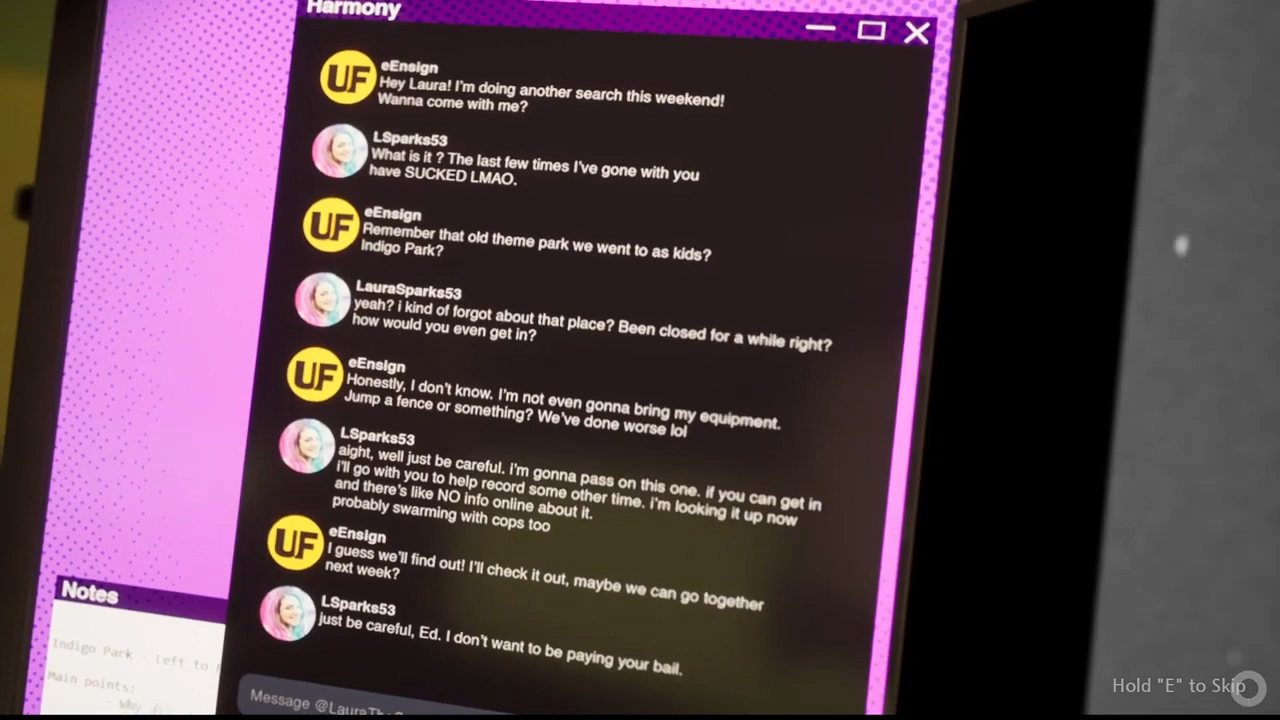 Harmony
UF
eEnsign
Hey Laura! I'm doing another search this weekend!
Wanna come with me?
LSparks53
What is it ? The last few times I've gone with you
have SUCKED LMAO.
UF
eEnsign
Remember that old theme park we went to as kids?
Indigo Park?
LauraSparks53
yeah? i kind of forgot about that place? Been closed for a while right?
how would you even get in?
UF
eEnsign
Honestly, I don't know. I'm not even gonna bring my equipment.
Jump a fence or something? We've done worse lol
LSparks53
aight, well just be careful. i'm gonna pass on this one. if you can get in
i'll go with you to help record some other time. i'm looking it up now
and there's like NO info online about it.
probably swarming with cops too
UF
eEnsign
I guess we'll find out! I'll check it out, maybe we can go together
next week?
LSparks53
just be careful, Ed. I don't want to be paying your bail.
Message
Notes
Indigo Park - Left to
Main points:
- Why
Hold "E" to Skip